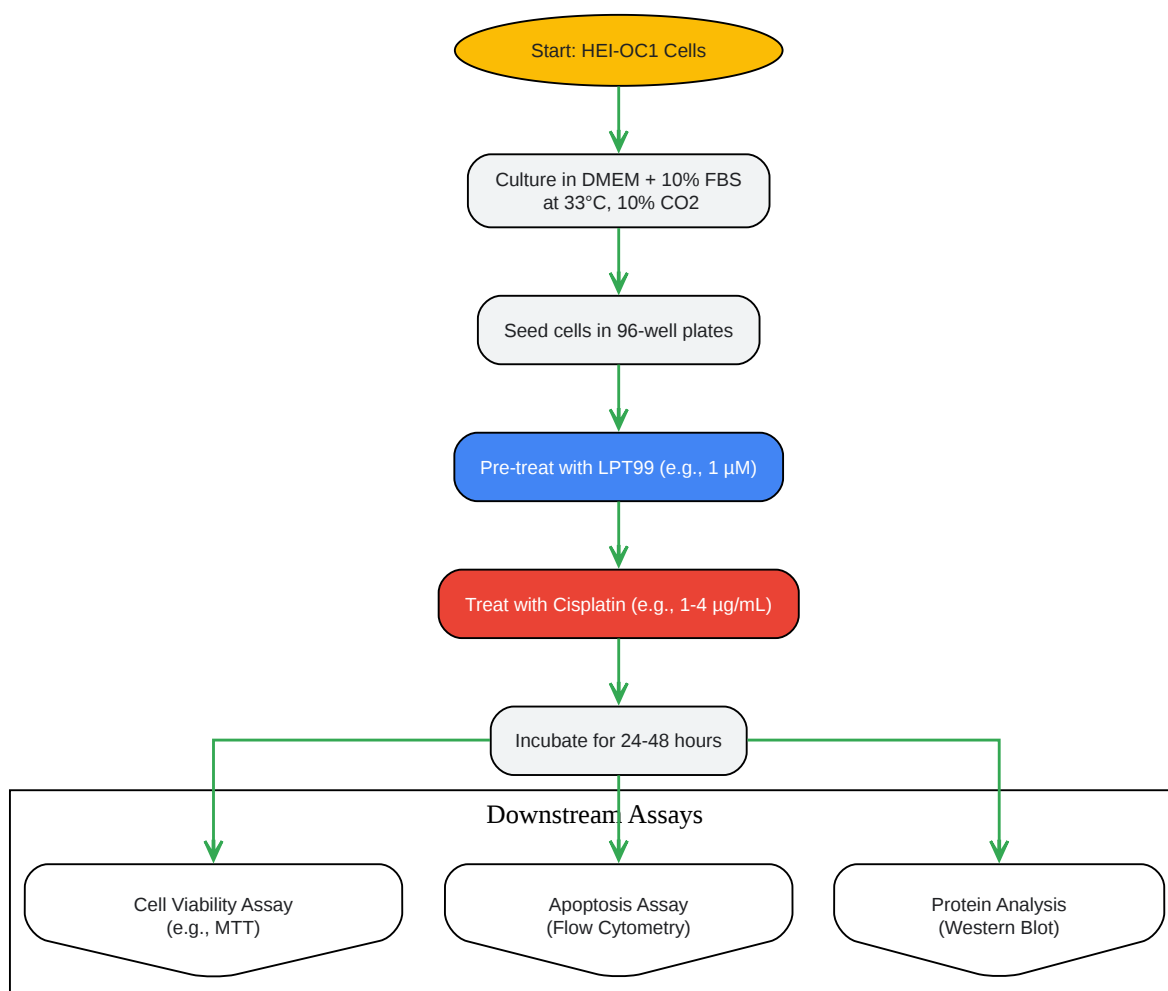 Start: HEI-OC1 Cells
Culture in DMEM + 10% FBS
at 33°C, 10% CO2
Seed cells in 96-well plates
Pre-treat with LPT99 (e.g., 1 µM)
Treat with Cisplatin (e.g., 1-4 µg/mL)
Incubate for 24-48 hours
Downstream Assays
Cell Viability Assay
(e.g., MTT)
Apoptosis Assay
(Flow Cytometry)
Protein Analysis
(Western Blot)